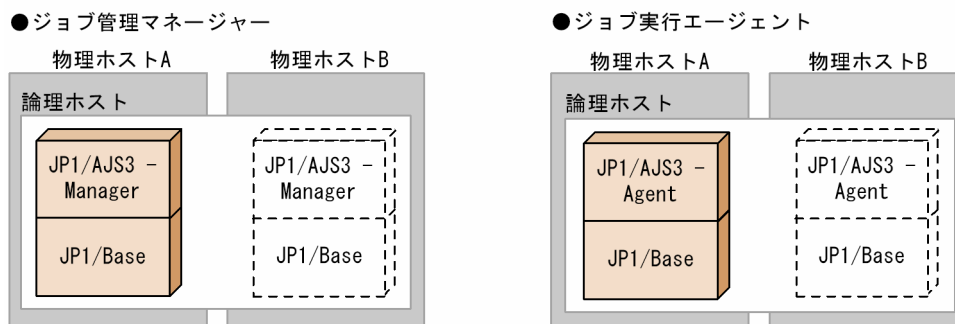 ●ジョブ管理マネージャー
物理ホストA
物理ホストB
論理ホスト
JP1/AJS3 -
Manager
JP1/Base
JP1/AJS3 -
Manager
JP1/Base
●ジョブ実行エージェント
物理ホストA
物理ホストB
論理ホスト
JP1/AJS3 -
Agent
JP1/Base
JP1/AJS3 -
Agent
JP1/Base